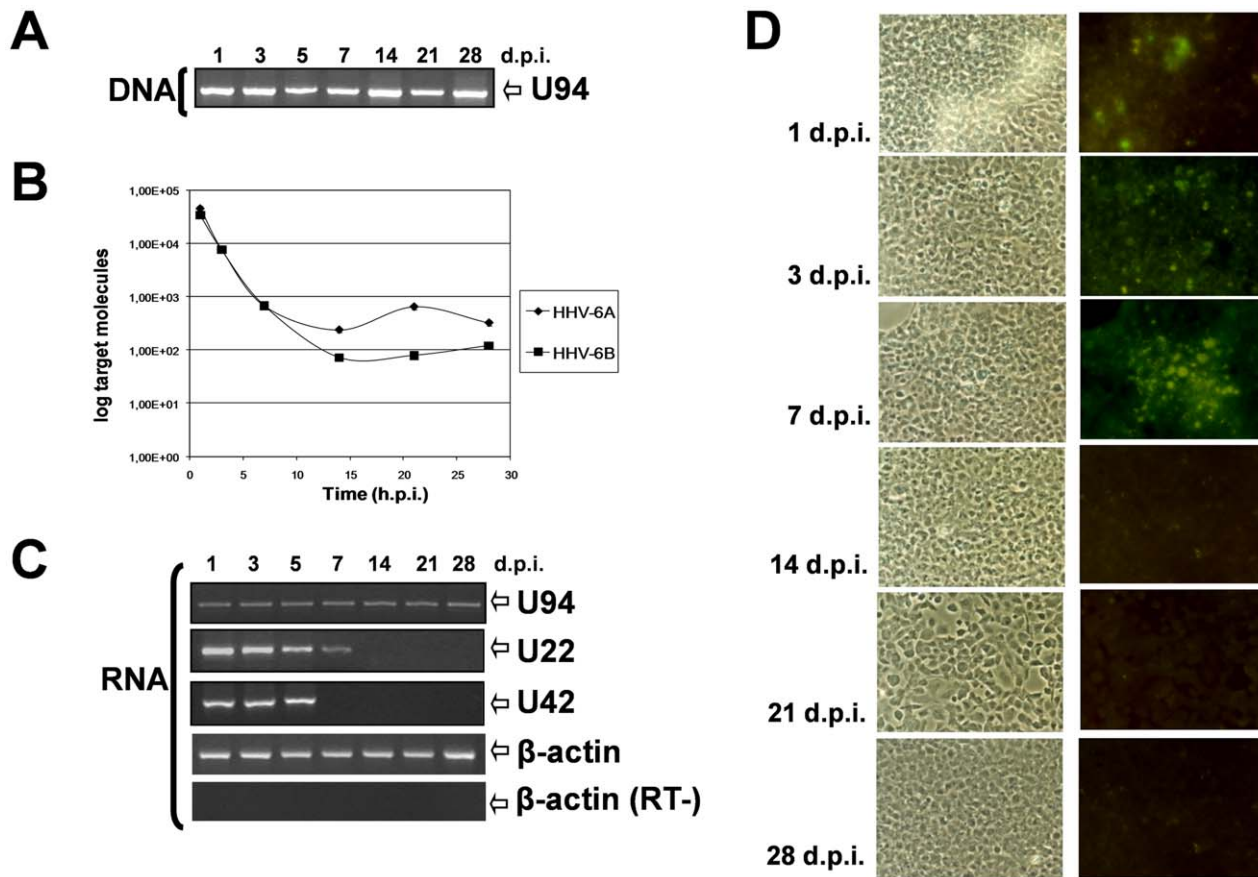 A
1 3 5 7 14 21 28 d.p.i.
DNA
⇦ U94
B
log target molecules
1,00E+05
1,00E+04
1,00E+03
1,00E+02
1,00E+01
1,00E+00
0 5 10 15 20 25 30
Time (h.p.i.)
HHV-6A
HHV-6B
C
1 3 5 7 14 21 28 d.p.i.
RNA
⇦ U94
⇦ U22
⇦ U42
⇦ β-actin
⇦ β-actin (RT-)
D
1 d.p.i.
3 d.p.i.
7 d.p.i.
14 d.p.i.
21 d.p.i.
28 d.p.i.